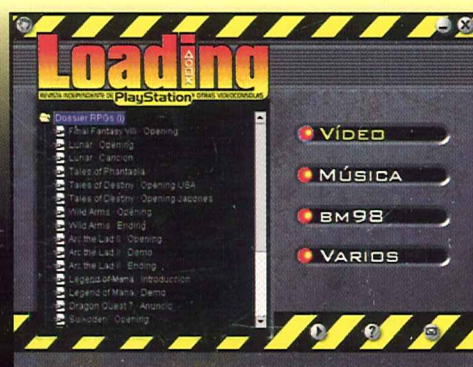 Loading
REVISTA INDEPENDIENTE DE PlayStation Y OTRAS VIDEOCONSOLAS
Dossier RPGs (I)
Final Fantasy VIII · Opening
Lunar · Opening
Lunar · Cancion
Tales of Phantasia
Tales of Destiny · Opening USA
Tales of Destiny · Opening Japones
Wild Arms · Opening
Wild Arms · Ending
Arc the Lad II · Opening
Arc the Lad II · Demo
Arc the Lad II · Ending
Legend of Mana · Introduction
Legend of Mana · Demo
Dragon Quest 7 · Anuncio
Suikoden · Opening
VÍDEO
MÚSICA
BM98
VARIOS
?